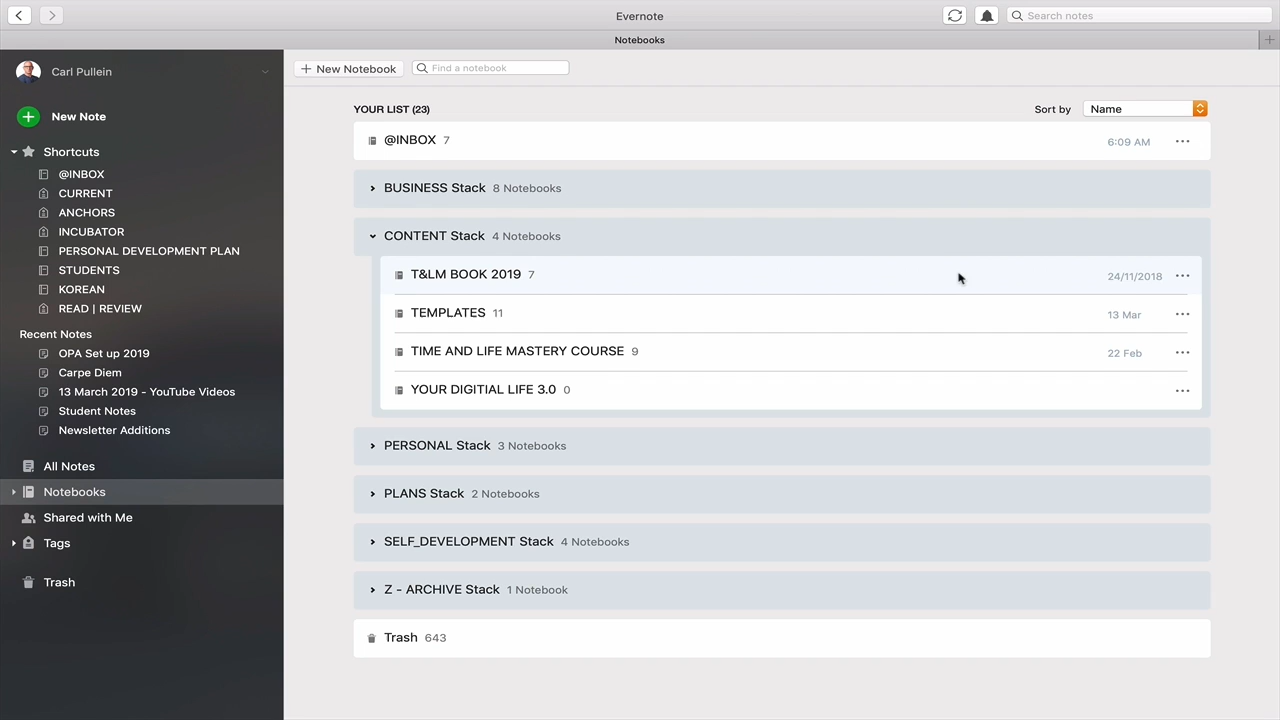 Evernote
Search notes
Notebooks
Carl Pullein
New Note
Shortcuts
@INBOX
CURRENT
ANCHORS
INCUBATOR
PERSONAL DEVELOPMENT PLAN
STUDENTS
KOREAN
READ | REVIEW
Recent Notes
OPA Set up 2019
Carpe Diem
13 March 2019 - YouTube Videos
Student Notes
Newsletter Additions
All Notes
Notebooks
Shared with Me
Tags
Trash
+ New Notebook
Find a notebook
YOUR LIST (23)
Sort by Name
@INBOX 7 6:09 AM
BUSINESS Stack 8 Notebooks
CONTENT Stack 4 Notebooks
T&LM BOOK 2019 7 24/11/2018
TEMPLATES 11 13 Mar
TIME AND LIFE MASTERY COURSE 9 22 Feb
YOUR DIGITIAL LIFE 3.0 0
PERSONAL Stack 3 Notebooks
PLANS Stack 2 Notebooks
SELF_DEVELOPMENT Stack 4 Notebooks
Z - ARCHIVE Stack 1 Notebook
Trash 643